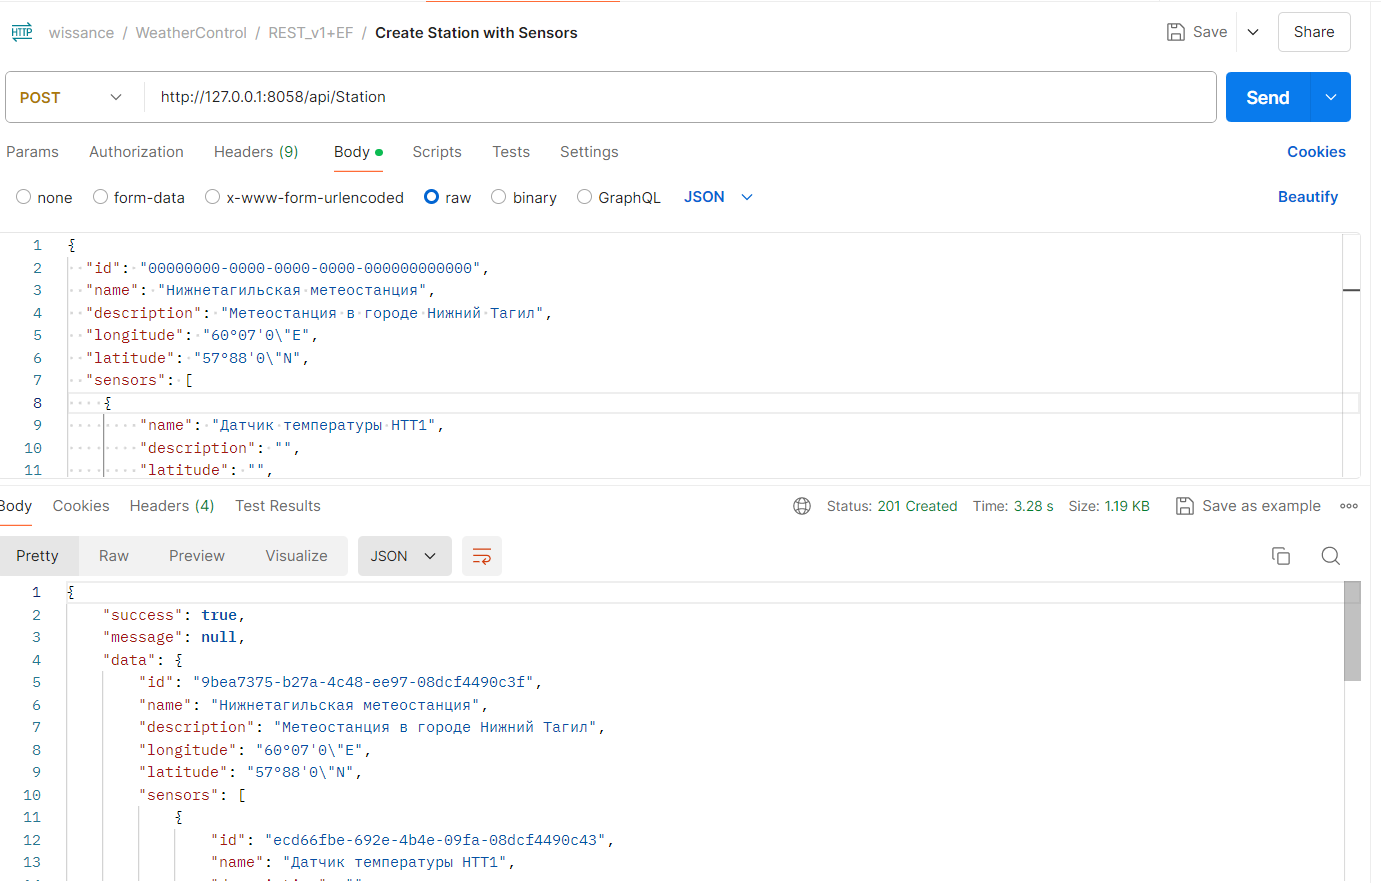 HTTP wissance / WeatherControl / REST_v1+EF / Create Station with Sensors Save Share
POST http://127.0.0.1:8058/api/Station Send
Params Authorization Headers (9) Body Scripts Tests Settings Cookies
none form-data x-www-form-urlencoded raw binary GraphQL JSON Beautify
1 {
2 "id": "00000000-0000-0000-0000-000000000000",
3 "name": "Нижнетагильская метеостанция",
4 "description": "Метеостанция в городе Нижний Тагил",
5 "longitude": "60°07'0\"E",
6 "latitude": "57°88'0\"N",
7 "sensors": [
8 {
9 "name": "Датчик температуры НТТ1",
10 "description": "",
11 "latitude": "",
Body Cookies Headers (4) Test Results Status: 201 Created Time: 3.28 s Size: 1.19 KB Save as example
Pretty Raw Preview Visualize JSON
1 {
2 "success": true,
3 "message": null,
4 "data": {
5 "id": "9bea7375-b27a-4c48-ee97-08dcf4490c3f",
6 "name": "Нижнетагильская метеостанция",
7 "description": "Метеостанция в городе Нижний Тагил",
8 "longitude": "60°07'0\"E",
9 "latitude": "57°88'0\"N",
10 "sensors": [
11 {
12 "id": "ecd66fbe-692e-4b4e-09fa-08dcf4490c43",
13 "name": "Датчик температуры НТТ1",